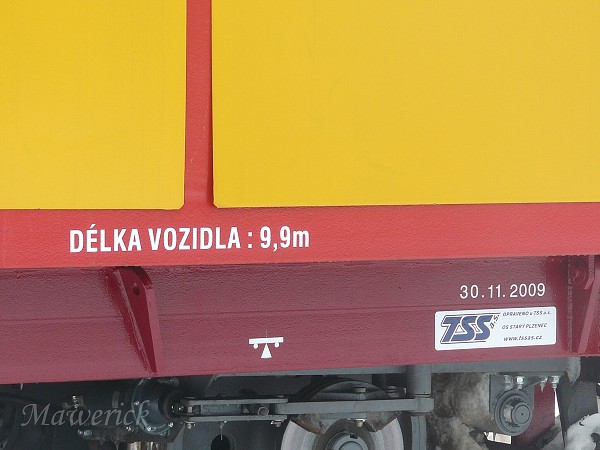 DÉLKA VOZIDLA : 9,9m
30.11.2009
TSS a.s.
OPRAVENO u TSS a.s.
OS STARÝ PLZENEC
www.tssas.cz
Mawerick